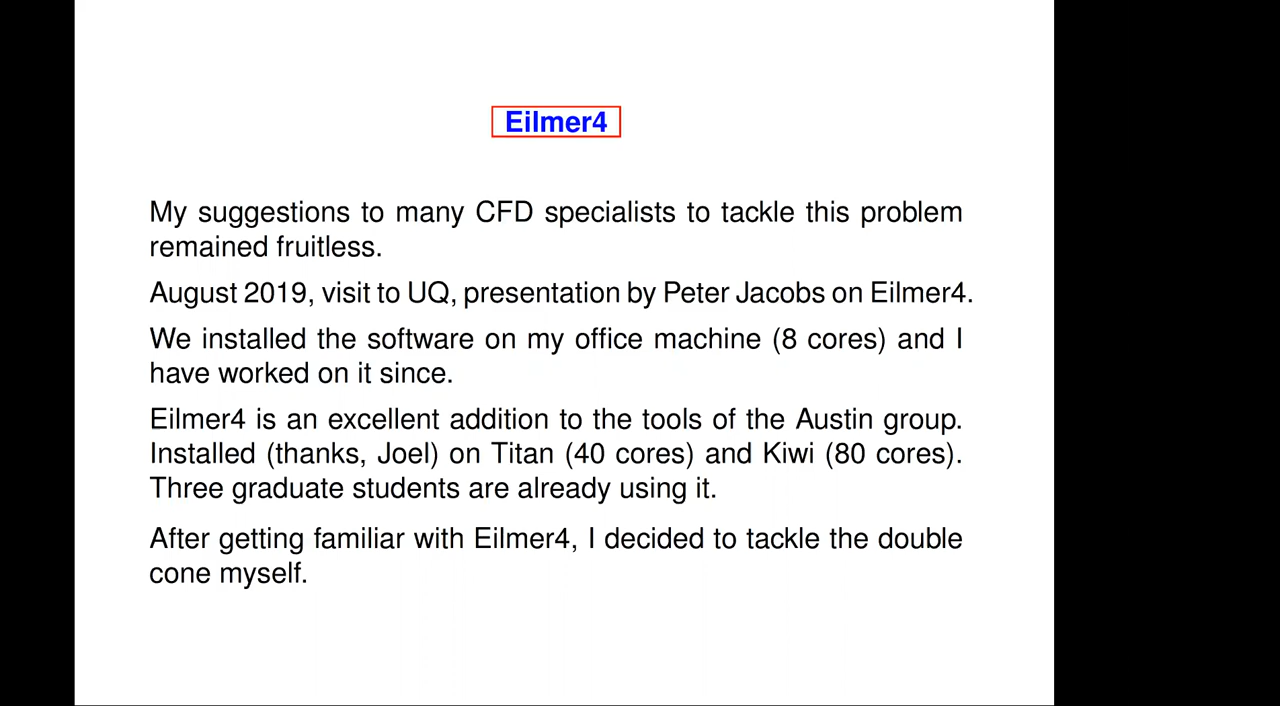 Eilmer4
My suggestions to many CFD specialists to tackle this problem
remained fruitless.
August 2019, visit to UQ, presentation by Peter Jacobs on Eilmer4.
We installed the software on my office machine (8 cores) and I
have worked on it since.
Eilmer4 is an excellent addition to the tools of the Austin group.
Installed (thanks, Joel) on Titan (40 cores) and Kiwi (80 cores).
Three graduate students are already using it.
After getting familiar with Eilmer4, I decided to tackle the double
cone myself.